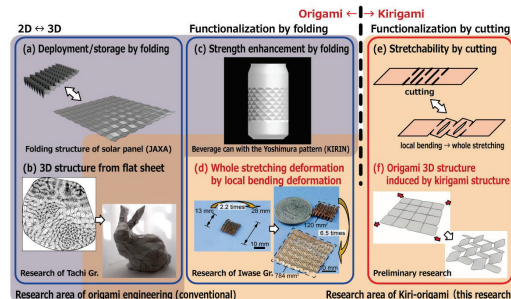 Origami ← → Kirigami
2D ↔ 3D
Functionalization by folding
Functionalization by cutting
(a) Deployment/storage by folding
Folding structure of solar panel (JAXA)
(b) 3D structure from flat sheet
Research of Tachi Gr.
(c) Strength enhancement by folding
Beverage can with the Yoshimura pattern (KIRIN)
(d) Whole stretching deformation
by local bending deformation
2.2 times
13 mm
28 mm
10 mm
120 mm²
6.5 times
784 mm²
Research of Iwase Gr.
(e) Stretchability by cutting
cutting
local bending → whole stretching
(f) Origami 3D structure
induced by kirigami structure
Preliminary research
Research area of origami engineering (conventional)
Research area of Kiri-origami (this research